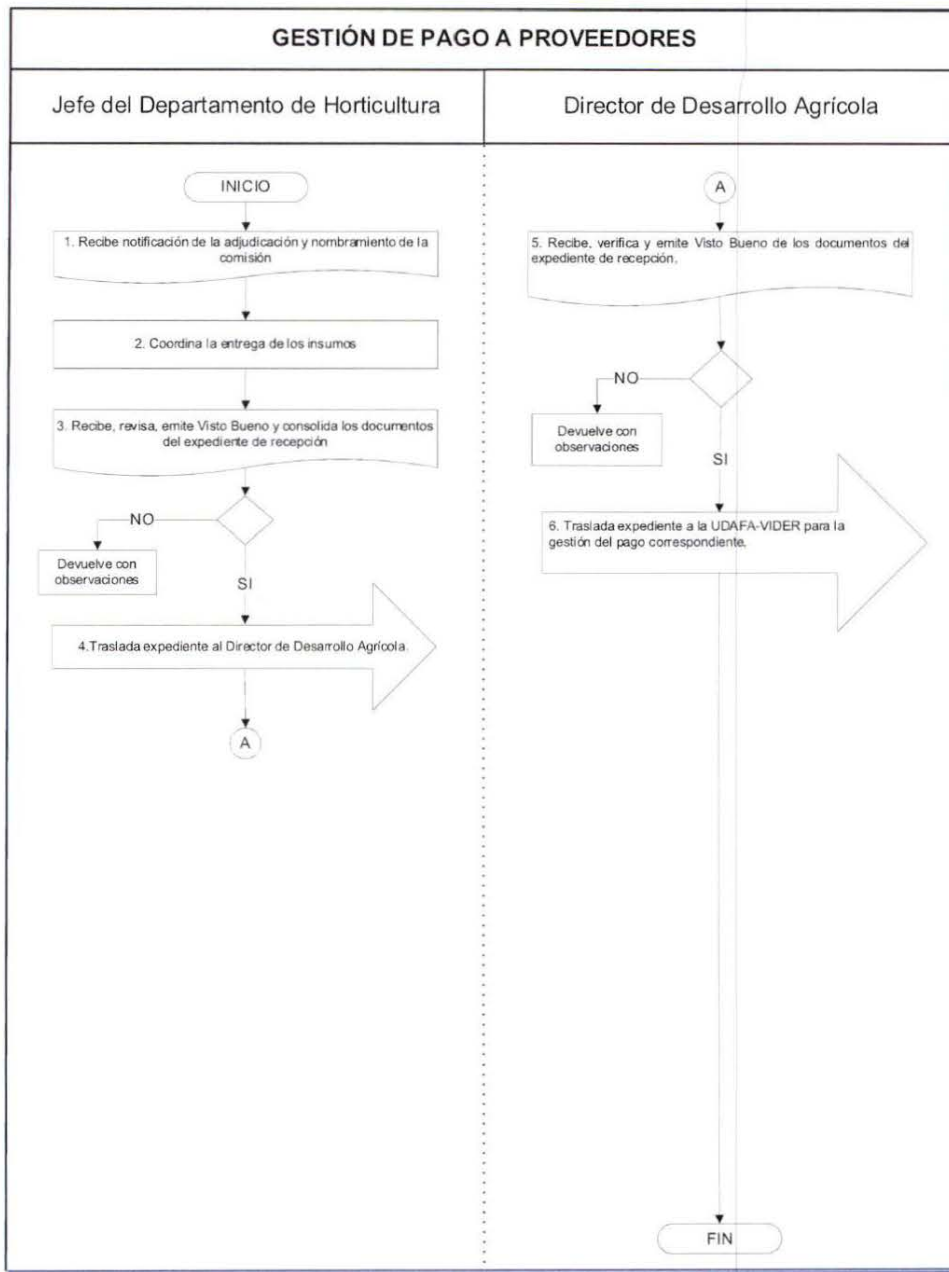 GESTIÓN DE PAGO A PROVEEDORES
Jefe del Departamento de Horticultura
INICIO
1. Recibe notificación de la adjudicación y nombramiento de la
comisión
2. Coordina la entrega de los insumos
3. Recibe, revisa, emite Visto Bueno y consolida los documentos
del expediente de recepción
NO
Devuelve con
observaciones
SI
4.Traslada expediente al Director de Desarrollo Agrícola.
A
Director de Desarrollo Agrícola
A
5. Recibe, verifica y emite Visto Bueno de los documentos del
expediente de recepción.
NO
Devuelve con
observaciones
SI
6. Traslada expediente a la UDAFA-VIDER para la
gestión del pago correspondiente.
FIN